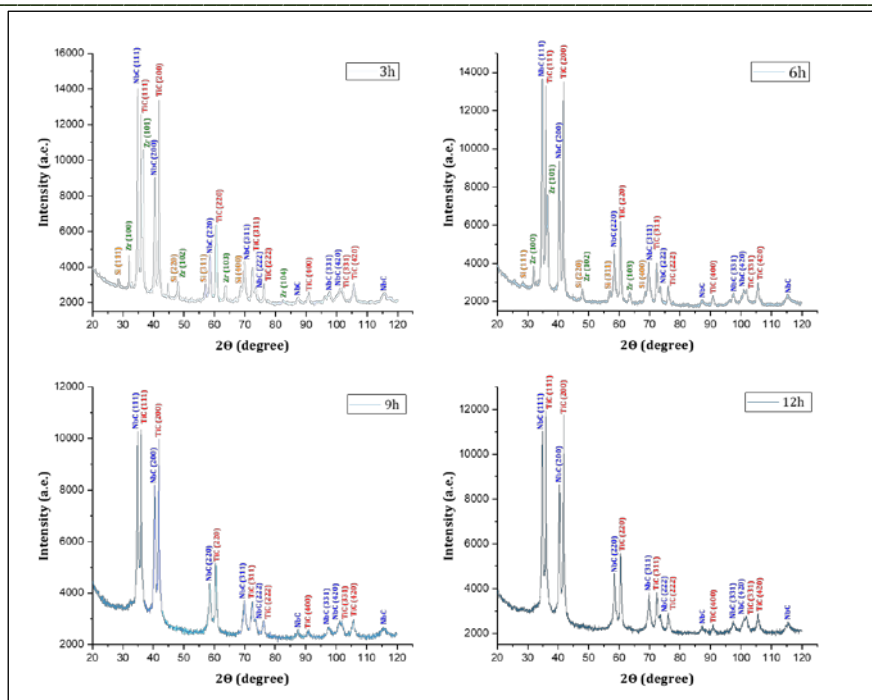 3h
16000
14000
12000
10000
8000
6000
4000
2000
Intensity (a.e.)
Si (111)
Zr (100)
NbC (111)
TiC (111)
Zr (101)
NbC (200)
TiC (200)
Si (220)
Zr (102)
Si (311)
NbC (220)
TiC (220)
Zr (103)
Si (400)
NbC (311)
TiC (311)
NbC (222)
TiC (222)
Zr (104)
NbC
TiC (400)
NbC (331)
NbC (420)
TiC (331)
TiC (420)
NbC
20 30 40 50 60 70 80 90 100 110 120
2Θ (degree)
6h
14000
12000
10000
8000
6000
4000
2000
Intensity (a.e.)
Si (111)
Zr (100)
NbC (111)
TiC (111)
Zr (101)
NbC (200)
TiC (200)
Si (220)
Zr (102)
Si (311)
NbC (220)
TiC (220)
Zr (103)
Si (400)
NbC (311)
TiC (311)
NbC (222)
TiC (222)
NbC
TiC (400)
NbC (331)
NbC (420)
TiC (331)
TiC (420)
NbC
20 30 40 50 60 70 80 90 100 110 120
2Θ (degree)
9h
12000
10000
8000
6000
4000
2000
Intensity (a.e.)
NbC (111)
TiC (111)
NbC (200)
TiC (200)
NbC (220)
TiC (220)
NbC (311)
TiC (311)
NbC (222)
TiC (222)
NbC
TiC (400)
NbC (331)
NbC (420)
TiC (331)
TiC (420)
NbC
20 30 40 50 60 70 80 90 100 110 120
2Θ (degree)
12h
12000
10000
8000
6000
4000
2000
Intensity (a.e.)
NbC (111)
TiC (111)
NbC (200)
TiC (200)
NbC (220)
TiC (220)
NbC (311)
TiC (311)
NbC (222)
TiC (222)
NbC
TiC (400)
NbC (331)
NbC (420)
TiC (331)
TiC (420)
NbC
20 30 40 50 60 70 80 90 100 110 120
2Θ (degree)